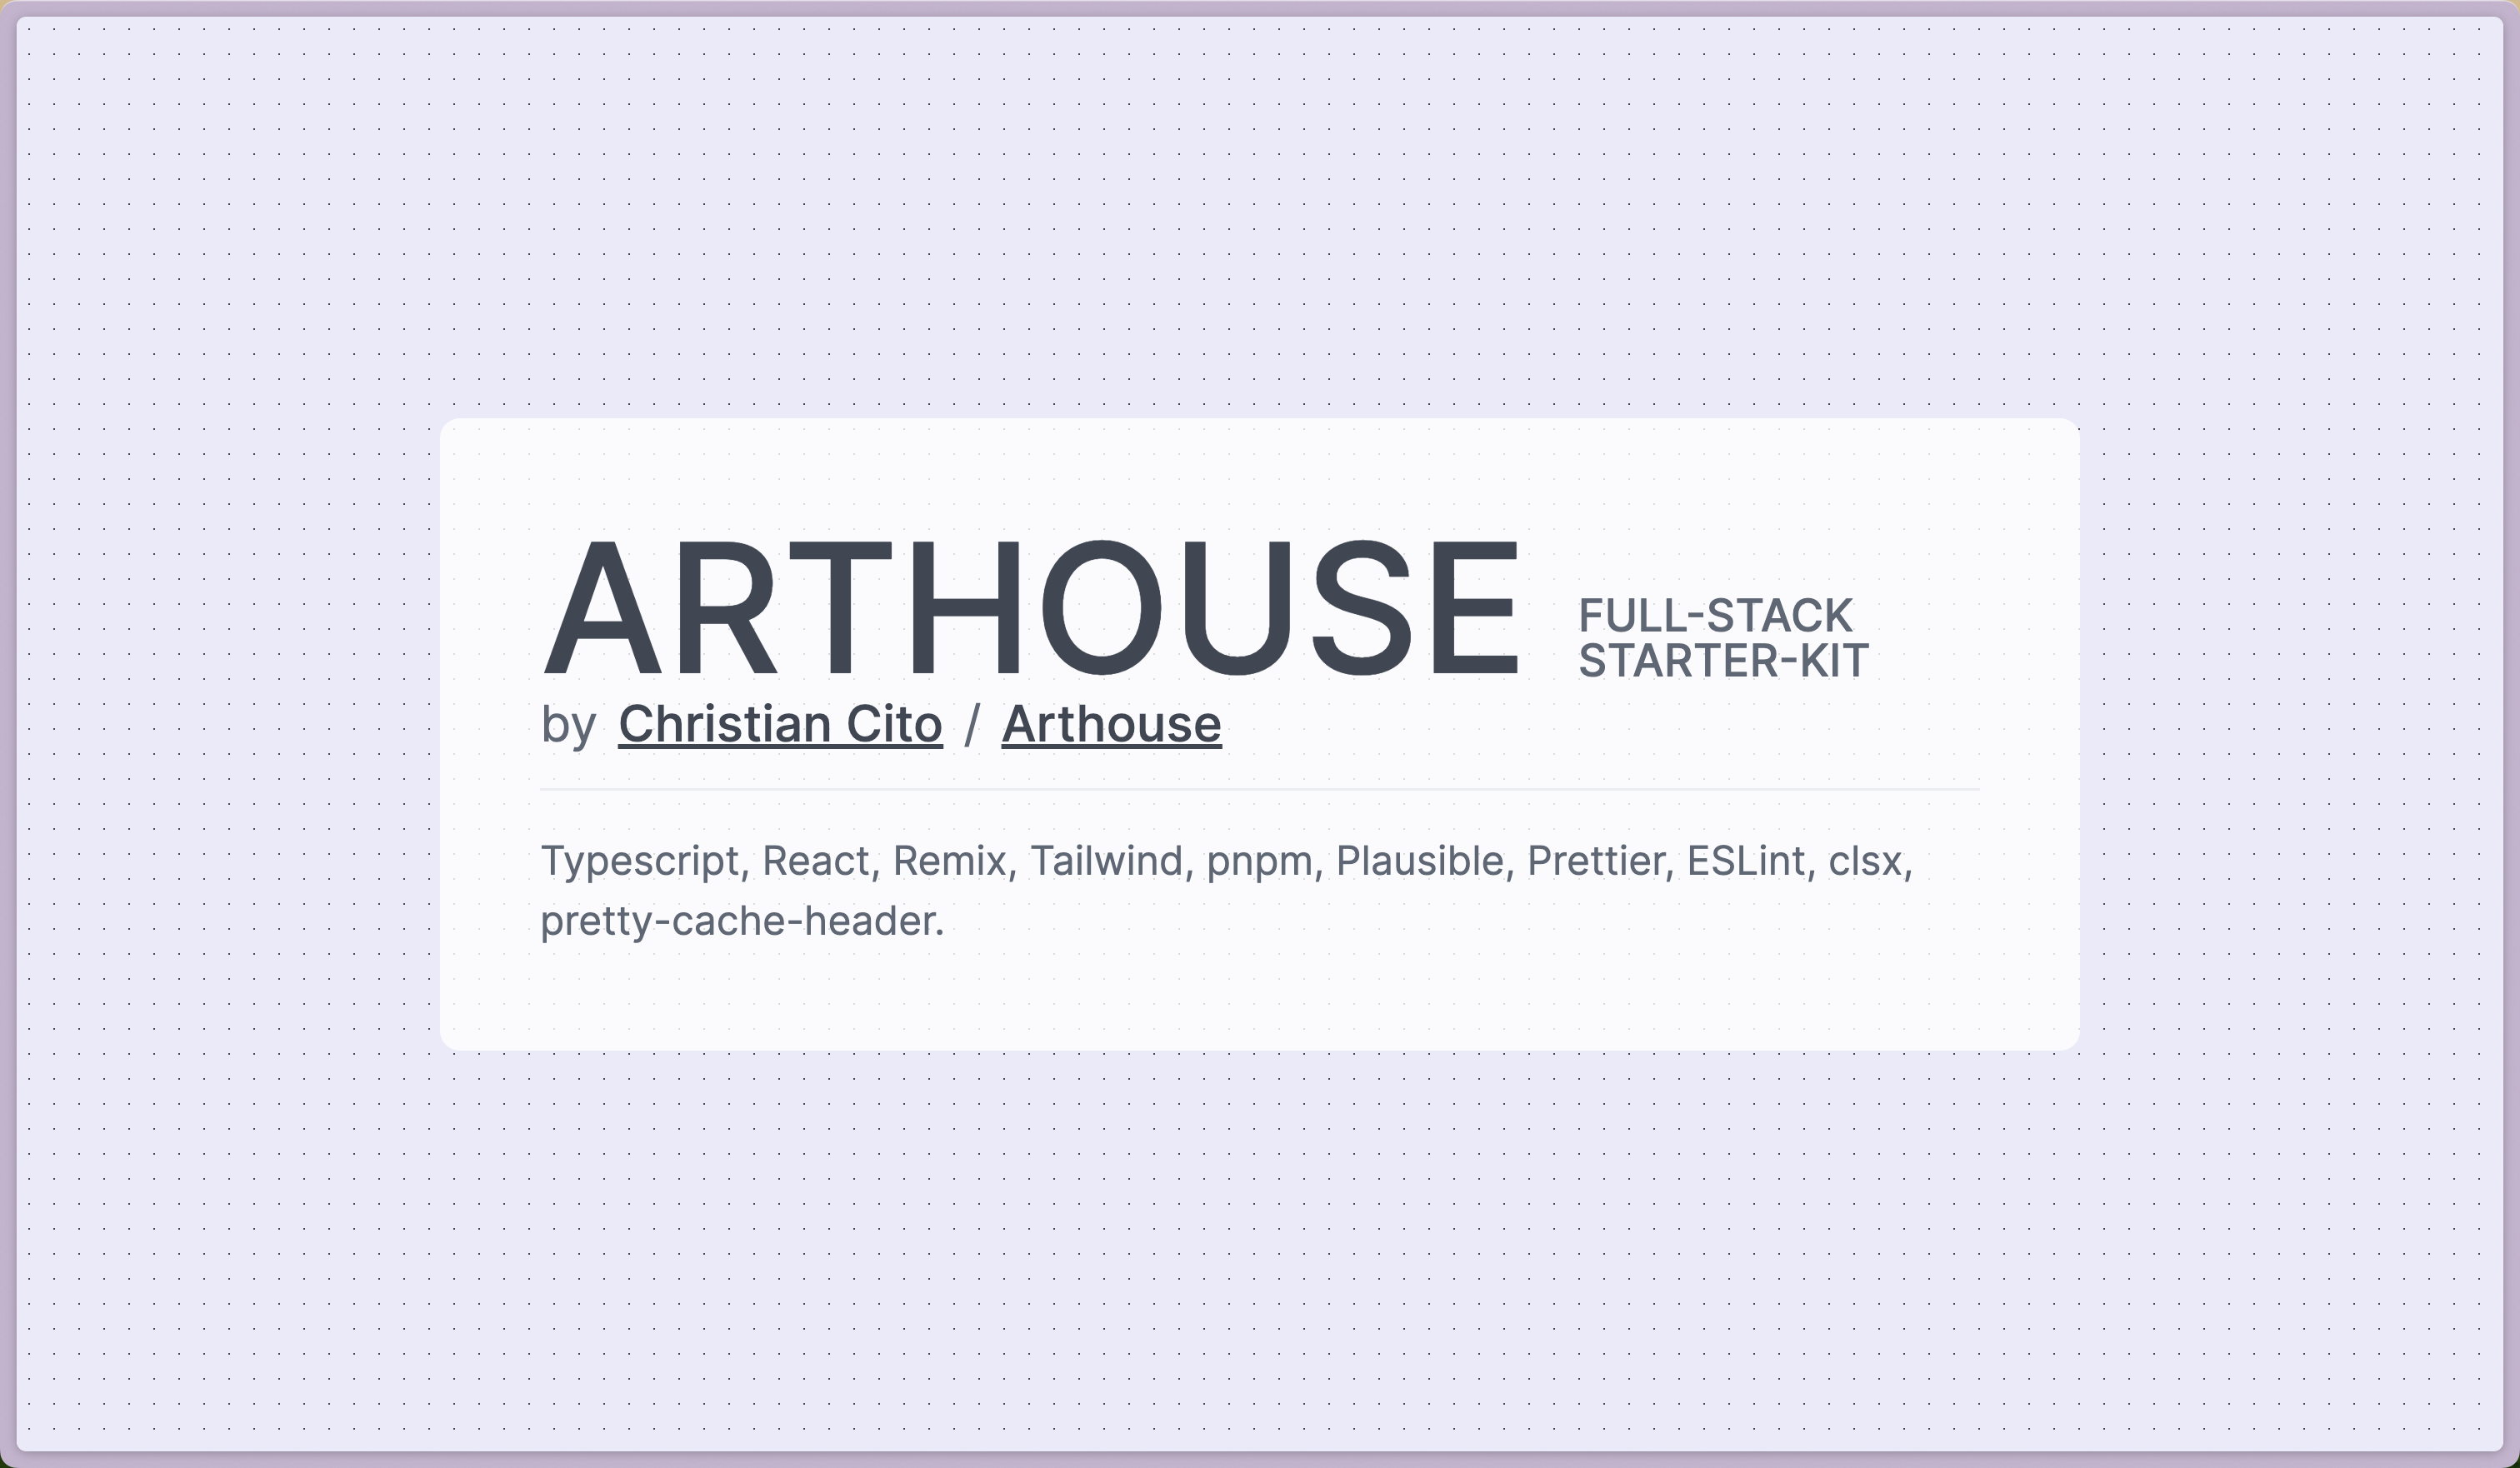 ARTHOUSE
FULL-STACK
STARTER-KIT
by Christian Cito / Arthouse
Typescript, React, Remix, Tailwind, pnpm, Plausible, Prettier, ESLint, clsx,
pretty-cache-header.